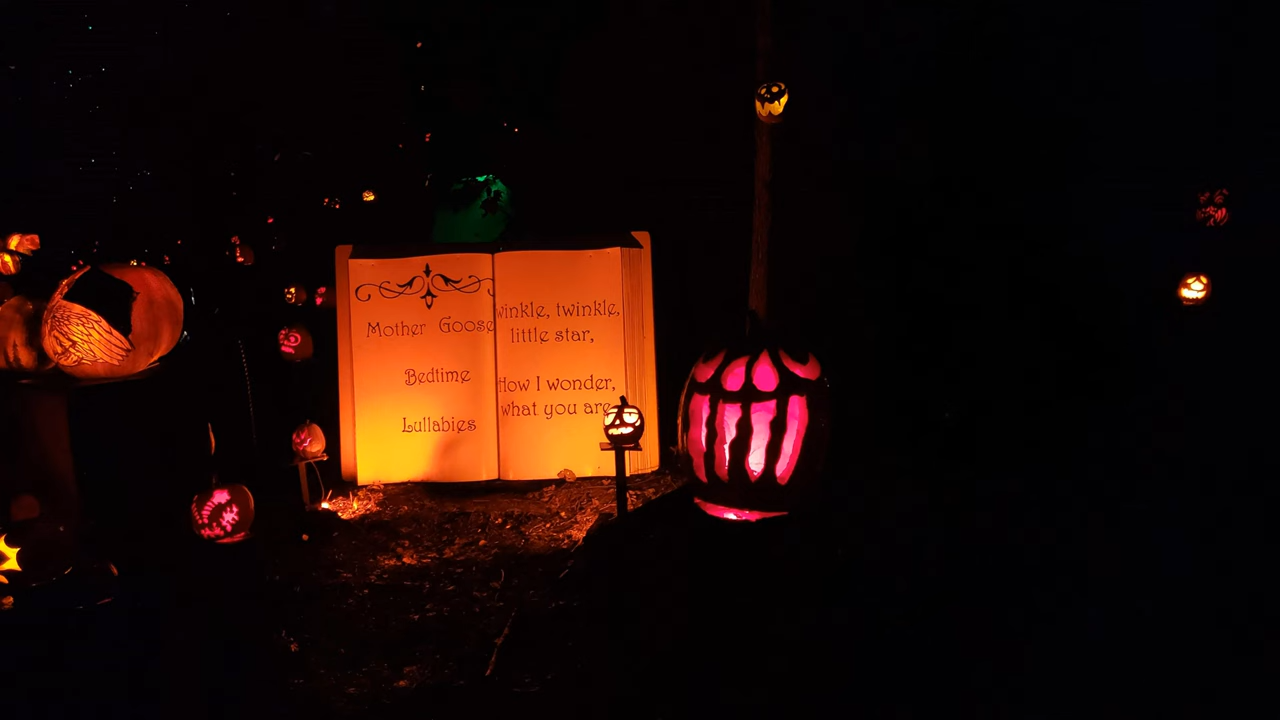 Mother Goose
Bedtime
Lullabies
winkle, twinkle,
little star,
How I wonder,
what you are